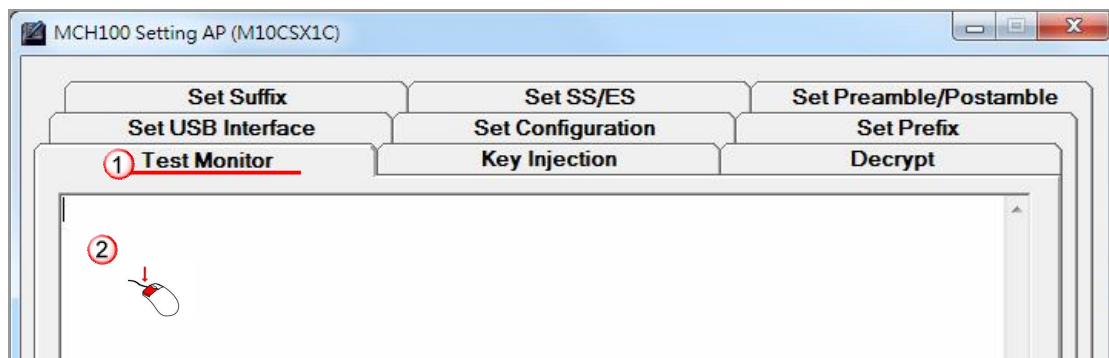 MCH100 Setting AP (M10CSX1C)
Set Suffix Set SS/ES Set Preamble/Postamble
Set USB Interface Set Configuration Set Prefix
1 Test Monitor Key Injection Decrypt
2